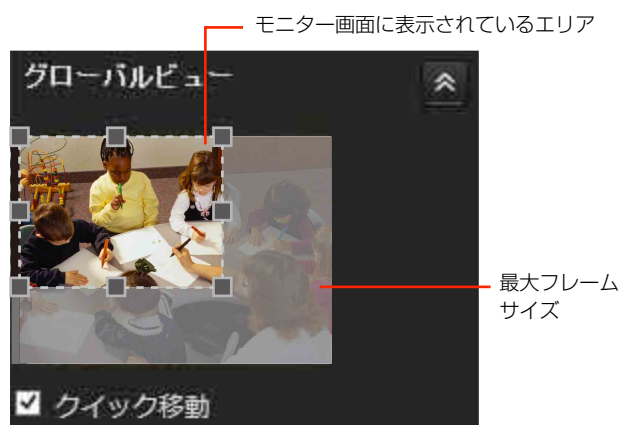 モニター画面に表示されているエリア
グローバルビュー
最大フレーム
サイズ
クイック移動